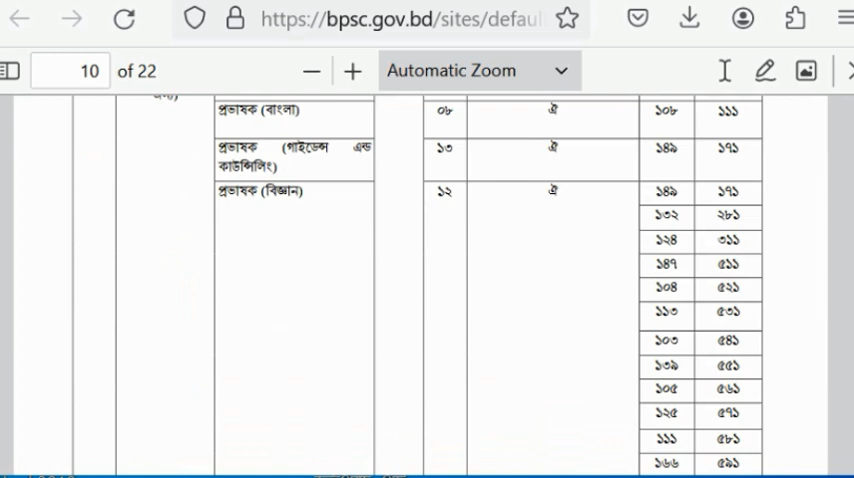 https://bpsc.gov.bd/sites/defaul
10 of 22 Automatic Zoom
প্রভাষক (বাংলা) ০৮ ঐ ১০৮ ১১১
প্রভাষক (গাইডেন্স এন্ড ১৩ ঐ ১৪৯ ১৭১
কাউন্সিলিং)
প্রভাষক (বিজ্ঞান) ১২ ঐ ১৪৯ ১৭১
১৩২ ২৮১
১২৪ ৩১১
১৪৭ ৫১১
১০৪ ৫২১
১১৩ ৫৩১
১০৩ ৫৪১
১৩৯ ৫৫১
১০৫ ৫৬১
১২৫ ৫৭১
১১১ ৫৮১
১৬৬ ৫৯১